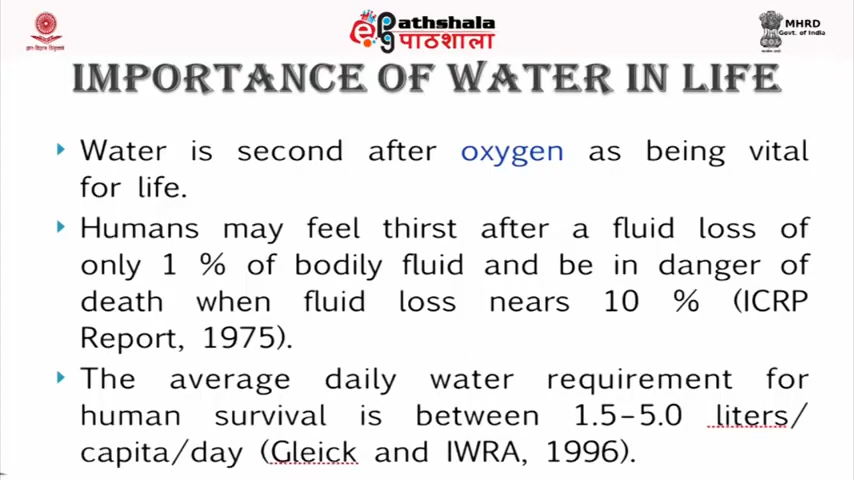 Pathshala
पाठशाला
MHRD
Govt. of India
IMPORTANCE OF WATER IN LIFE
Water is second after oxygen as being vital
for life.
Humans may feel thirst after a fluid loss of
only 1 % of bodily fluid and be in danger of
death when fluid loss nears 10 % (ICRP
Report, 1975).
The average daily water requirement for
human survival is between 1.5–5.0 liters/
capita/day (Gleick and IWRA, 1996).